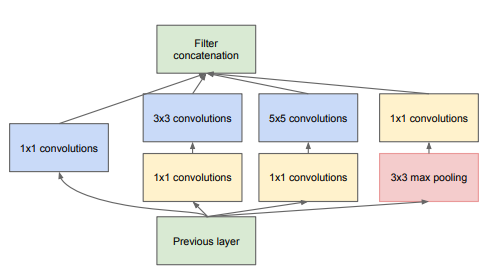 Filter
concatenation
3x3 convolutions
5x5 convolutions
1x1 convolutions
1x1 convolutions
1x1 convolutions
1x1 convolutions
3x3 max pooling
Previous layer